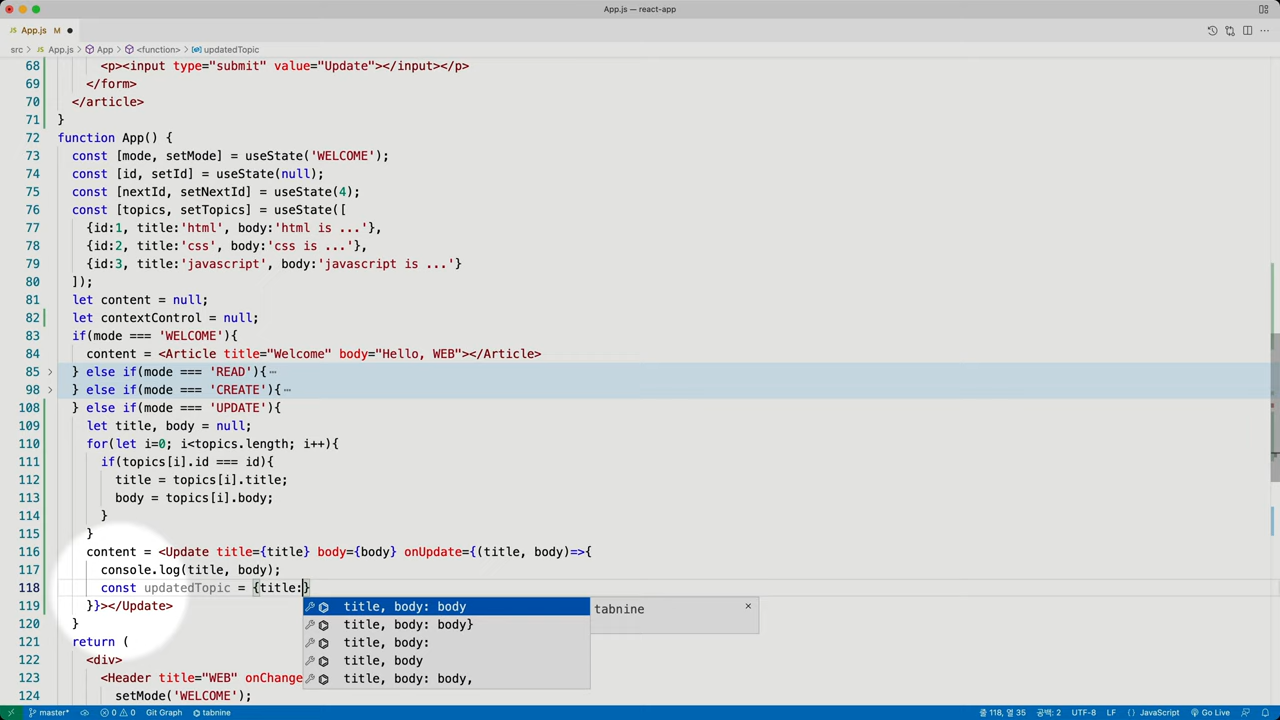 App.js — react-app
App.js M
src > App.js > App > <function> > updatedTopic
68 <p><input type="submit" value="Update"></input></p>
69 </form>
70 </article>
71 }
72 function App() {
73 const [mode, setMode] = useState('WELCOME');
74 const [id, setId] = useState(null);
75 const [nextId, setNextId] = useState(4);
76 const [topics, setTopics] = useState([
77 {id:1, title:'html', body:'html is ...'},
78 {id:2, title:'css', body:'css is ...'},
79 {id:3, title:'javascript', body:'javascript is ...'}
80 ]);
81 let content = null;
82 let contextControl = null;
83 if(mode === 'WELCOME'){
84 content = <Article title="Welcome" body="Hello, WEB"></Article>
85 } else if(mode === 'READ'){ ⋯
98 } else if(mode === 'CREATE'){ ⋯
108 } else if(mode === 'UPDATE'){
109 let title, body = null;
110 for(let i=0; i<topics.length; i++){
111 if(topics[i].id === id){
112 title = topics[i].title;
113 body = topics[i].body;
114 }
115 }
116 content = <Update title={title} body={body} onUpdate={(title, body)=>{
117 console.log(title, body);
118 const updatedTopic = {title:}
119 }}></Update>
title, body: body
tabnine
title, body: body}
title, body:
title, body
title, body: body,
120 }
121 return (
122 <div>
123 <Header title="WEB" onChange
124 setMode('WELCOME');
master* 0 0 Git Graph tabnine 줄 118, 열 35 공백: 2 UTF-8 LF {} JavaScript Go Live